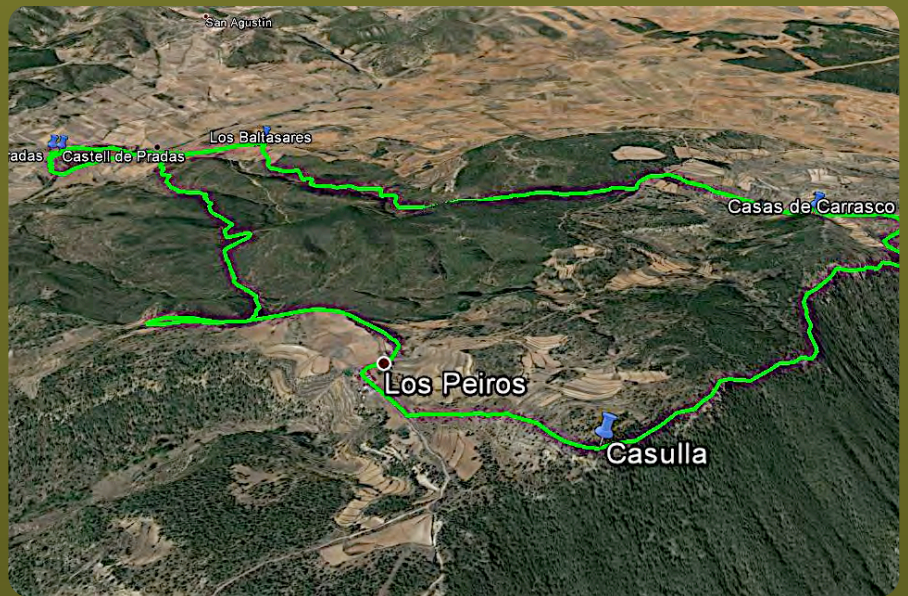 San Agustín
Los Baltasares
radas
Castell de Pradas
Casas de Carrasco
Los Peiros
Casulla